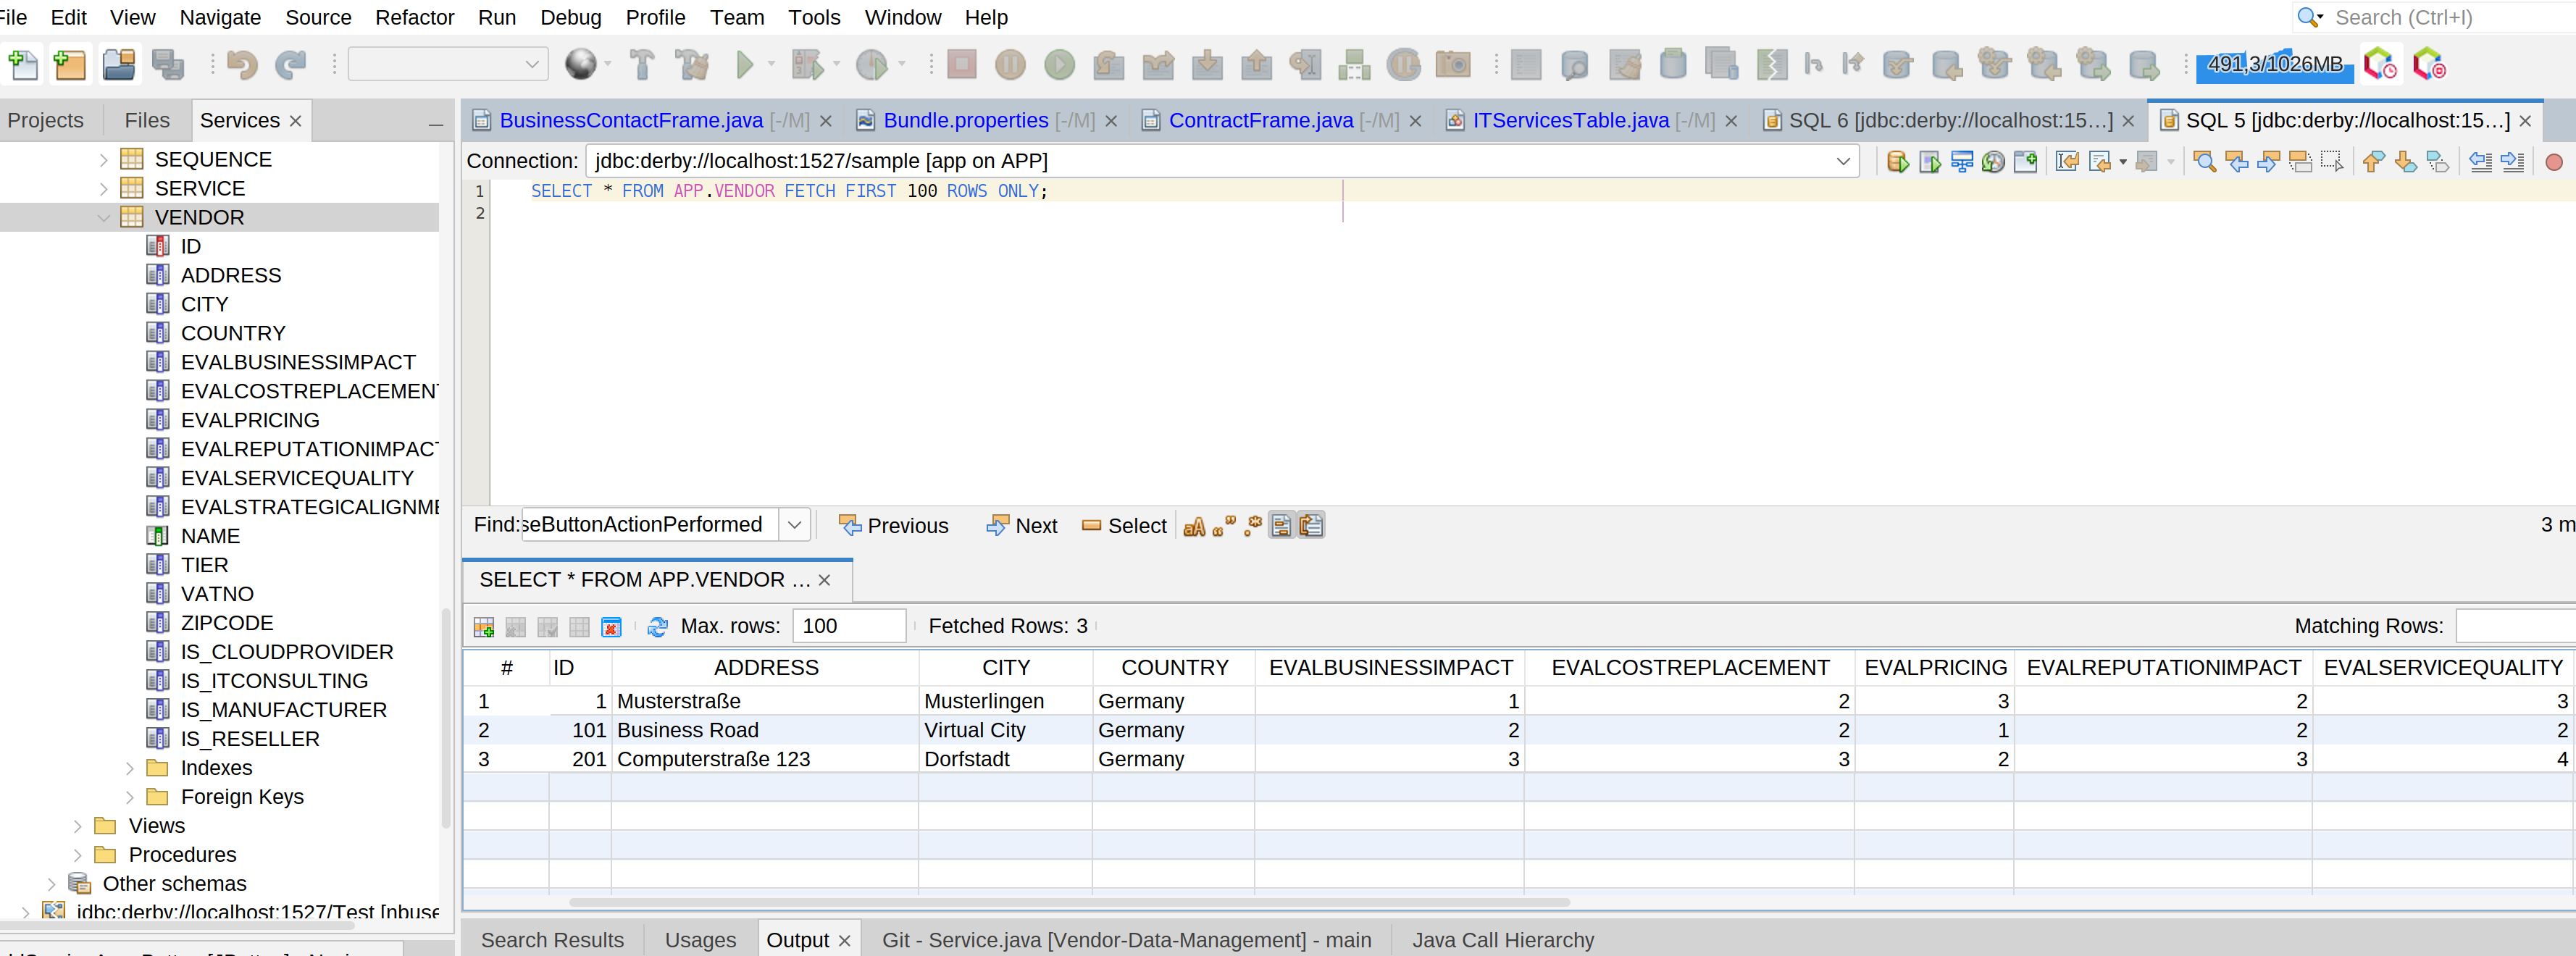 File Edit View Navigate Source Refactor Run Debug Profile Team Tools Window Help Search (Ctrl+I)
491,3/1026MB
Projects Files Services
BusinessContactFrame.java [-/M] Bundle.properties [-/M] ContractFrame.java [-/M] ITServicesTable.java [-/M] SQL 6 [jdbc:derby://localhost:15...] SQL 5 [jdbc:derby://localhost:15...]
SEQUENCE
SERVICE
VENDOR
ID
ADDRESS
CITY
COUNTRY
EVALBUSINESSIMPACT
EVALCOSTREPLACEMENT
EVALPRICING
EVALREPUTATIONIMPACT
EVALSERVICEQUALITY
EVALSTRATEGICALIGNME
NAME
TIER
VATNO
ZIPCODE
IS_CLOUDPROVIDER
IS_ITCONSULTING
IS_MANUFACTURER
IS_RESELLER
Indexes
Foreign Keys
Views
Procedures
Other schemas
jdbc:derby://localhost:1527/Test [nbuse
Connection: jdbc:derby://localhost:1527/sample [app on APP]
1 SELECT * FROM APP.VENDOR FETCH FIRST 100 ROWS ONLY;
2
Find: seButtonActionPerformed Previous Next Select 3 m
SELECT * FROM APP.VENDOR ...
Max. rows: 100 Fetched Rows: 3 Matching Rows:
# ID ADDRESS CITY COUNTRY EVALBUSINESSIMPACT EVALCOSTREPLACEMENT EVALPRICING EVALREPUTATIONIMPACT EVALSERVICEQUALITY
1 1 Musterstraße Musterlingen Germany 1 2 3 2 3
2 101 Business Road Virtual City Germany 2 2 1 2 2
3 201 Computerstraße 123 Dorfstadt Germany 3 3 2 3 4
Search Results Usages Output Git - Service.java [Vendor-Data-Management] - main Java Call Hierarchy